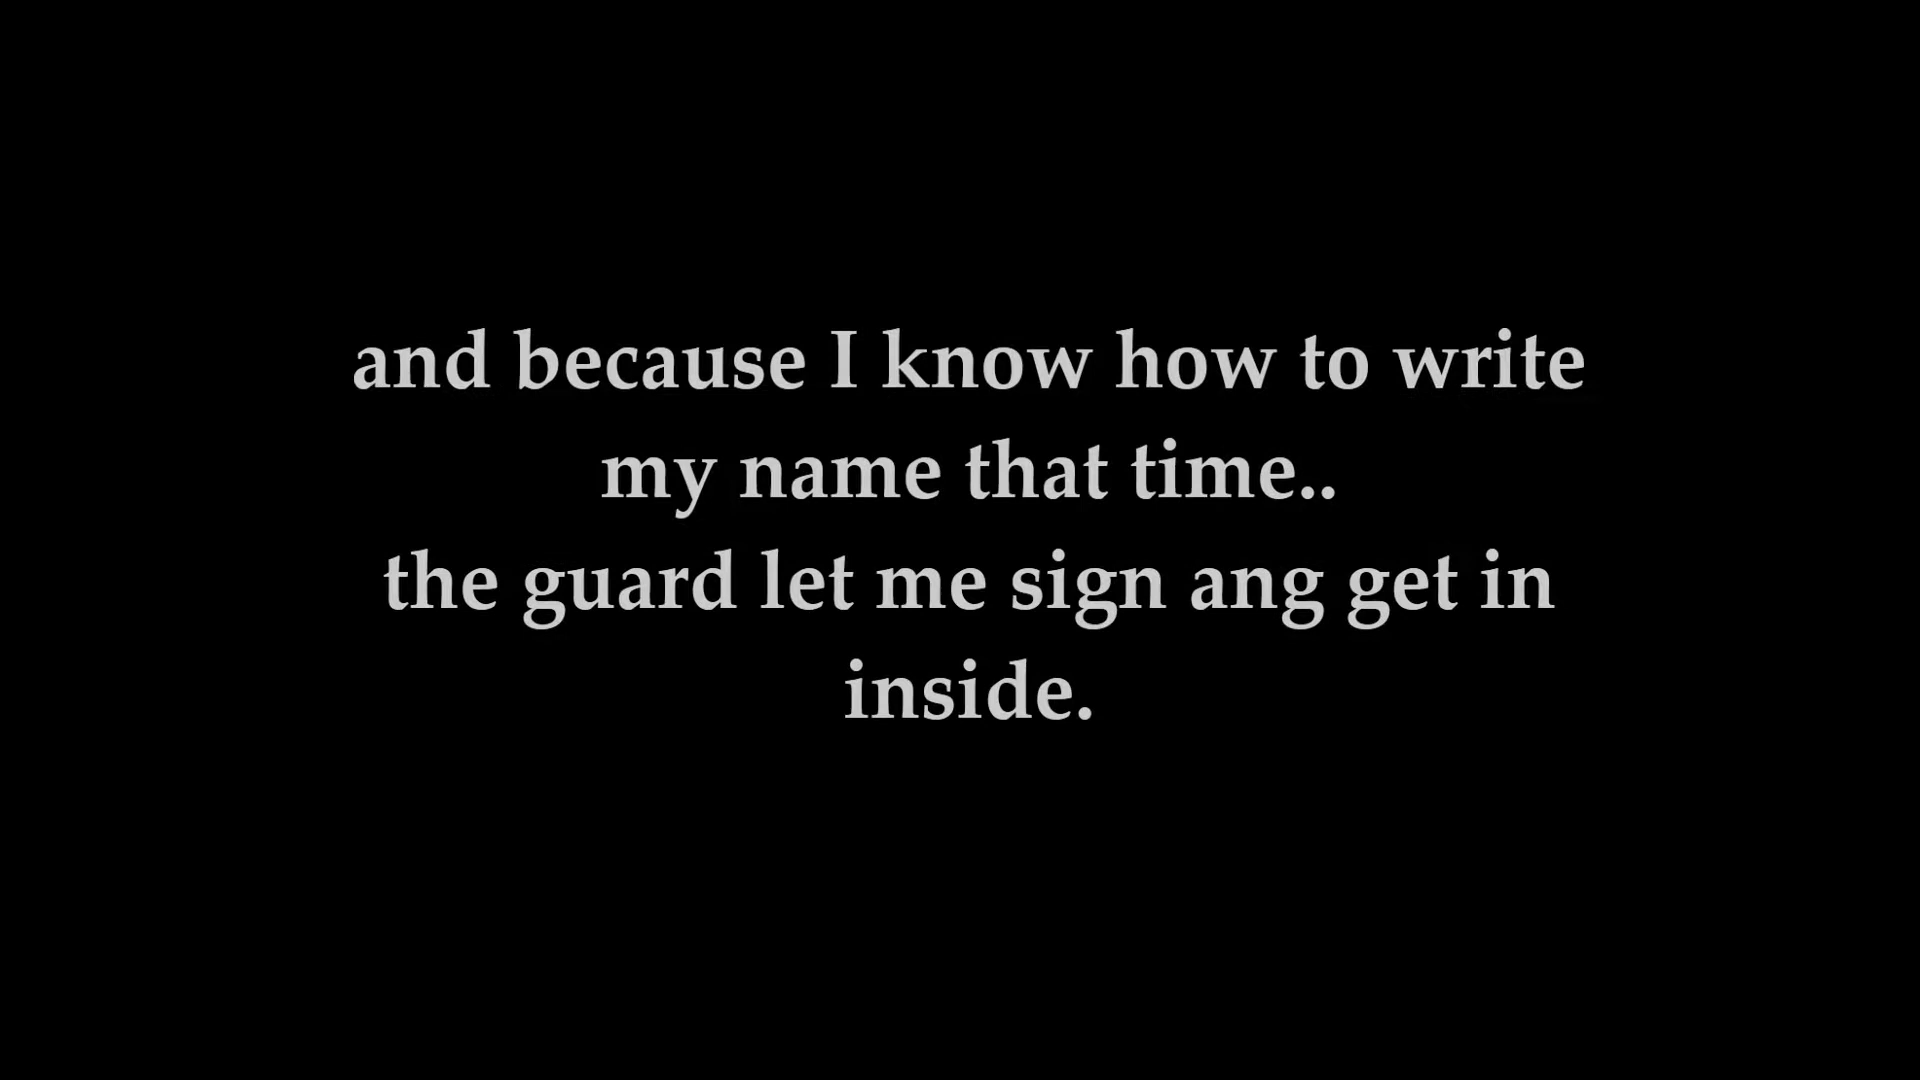 and because I know how to write
my name that time..
the guard let me sign ang get in
inside.